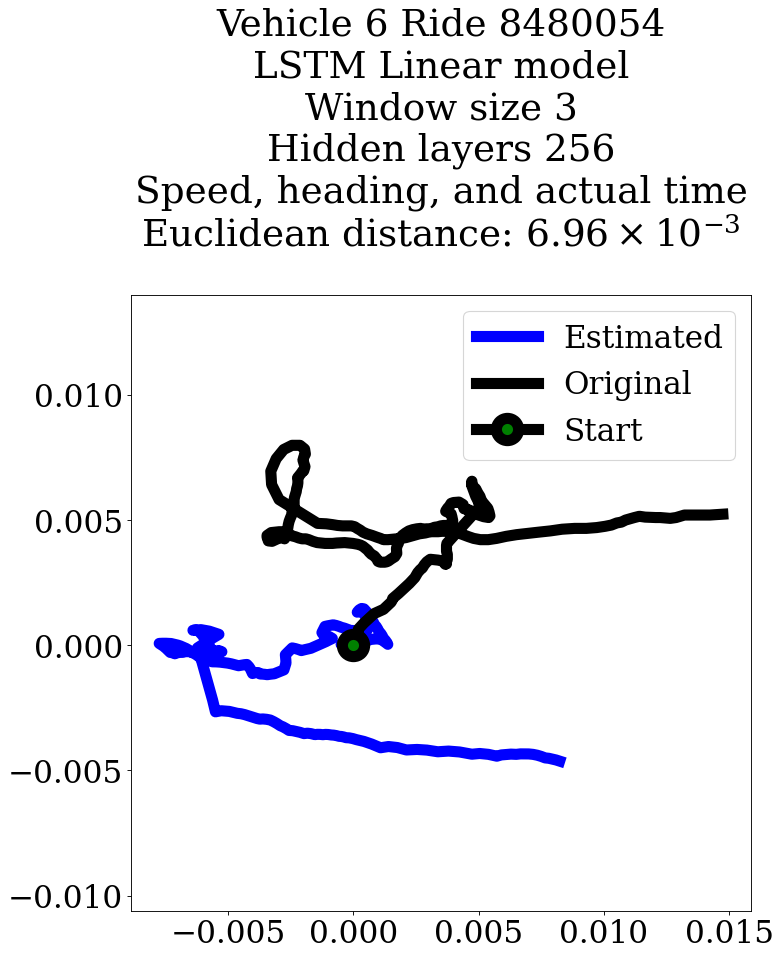 Vehicle 6 Ride 8480054
LSTM Linear model
Window size 3
Hidden layers 256
Speed, heading, and actual time
Euclidean distance: 6.96 × 10⁻³
Estimated
Original
Start
0.010
0.005
0.000
−0.005
−0.010
−0.005 0.000 0.005 0.010 0.015